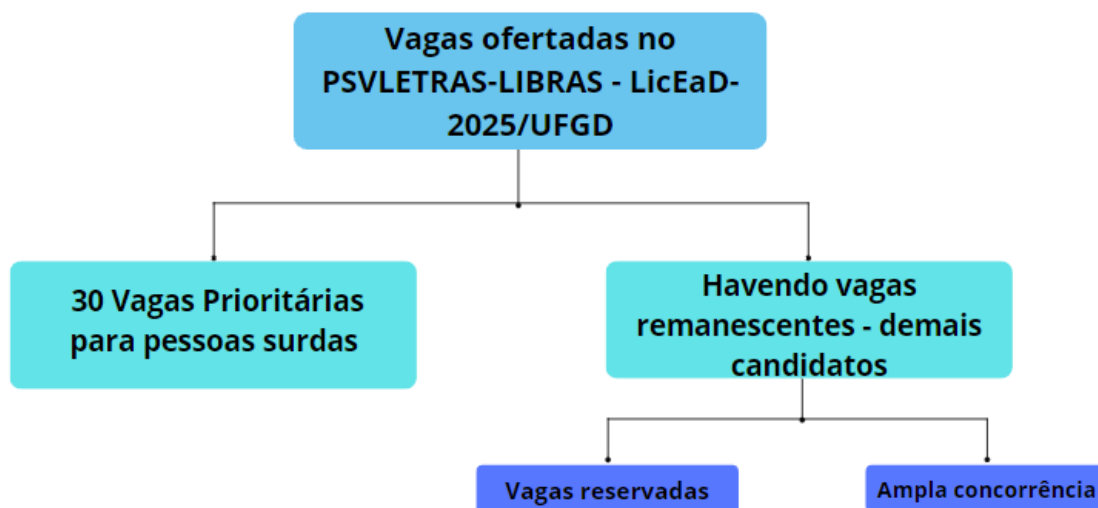 Vagas ofertadas no
PSVLETRAS-LIBRAS - LicEaD-
2025/UFGD
30 Vagas Prioritárias
para pessoas surdas
Havendo vagas
remanescentes - demais
candidatos
Vagas reservadas
Ampla concorrência